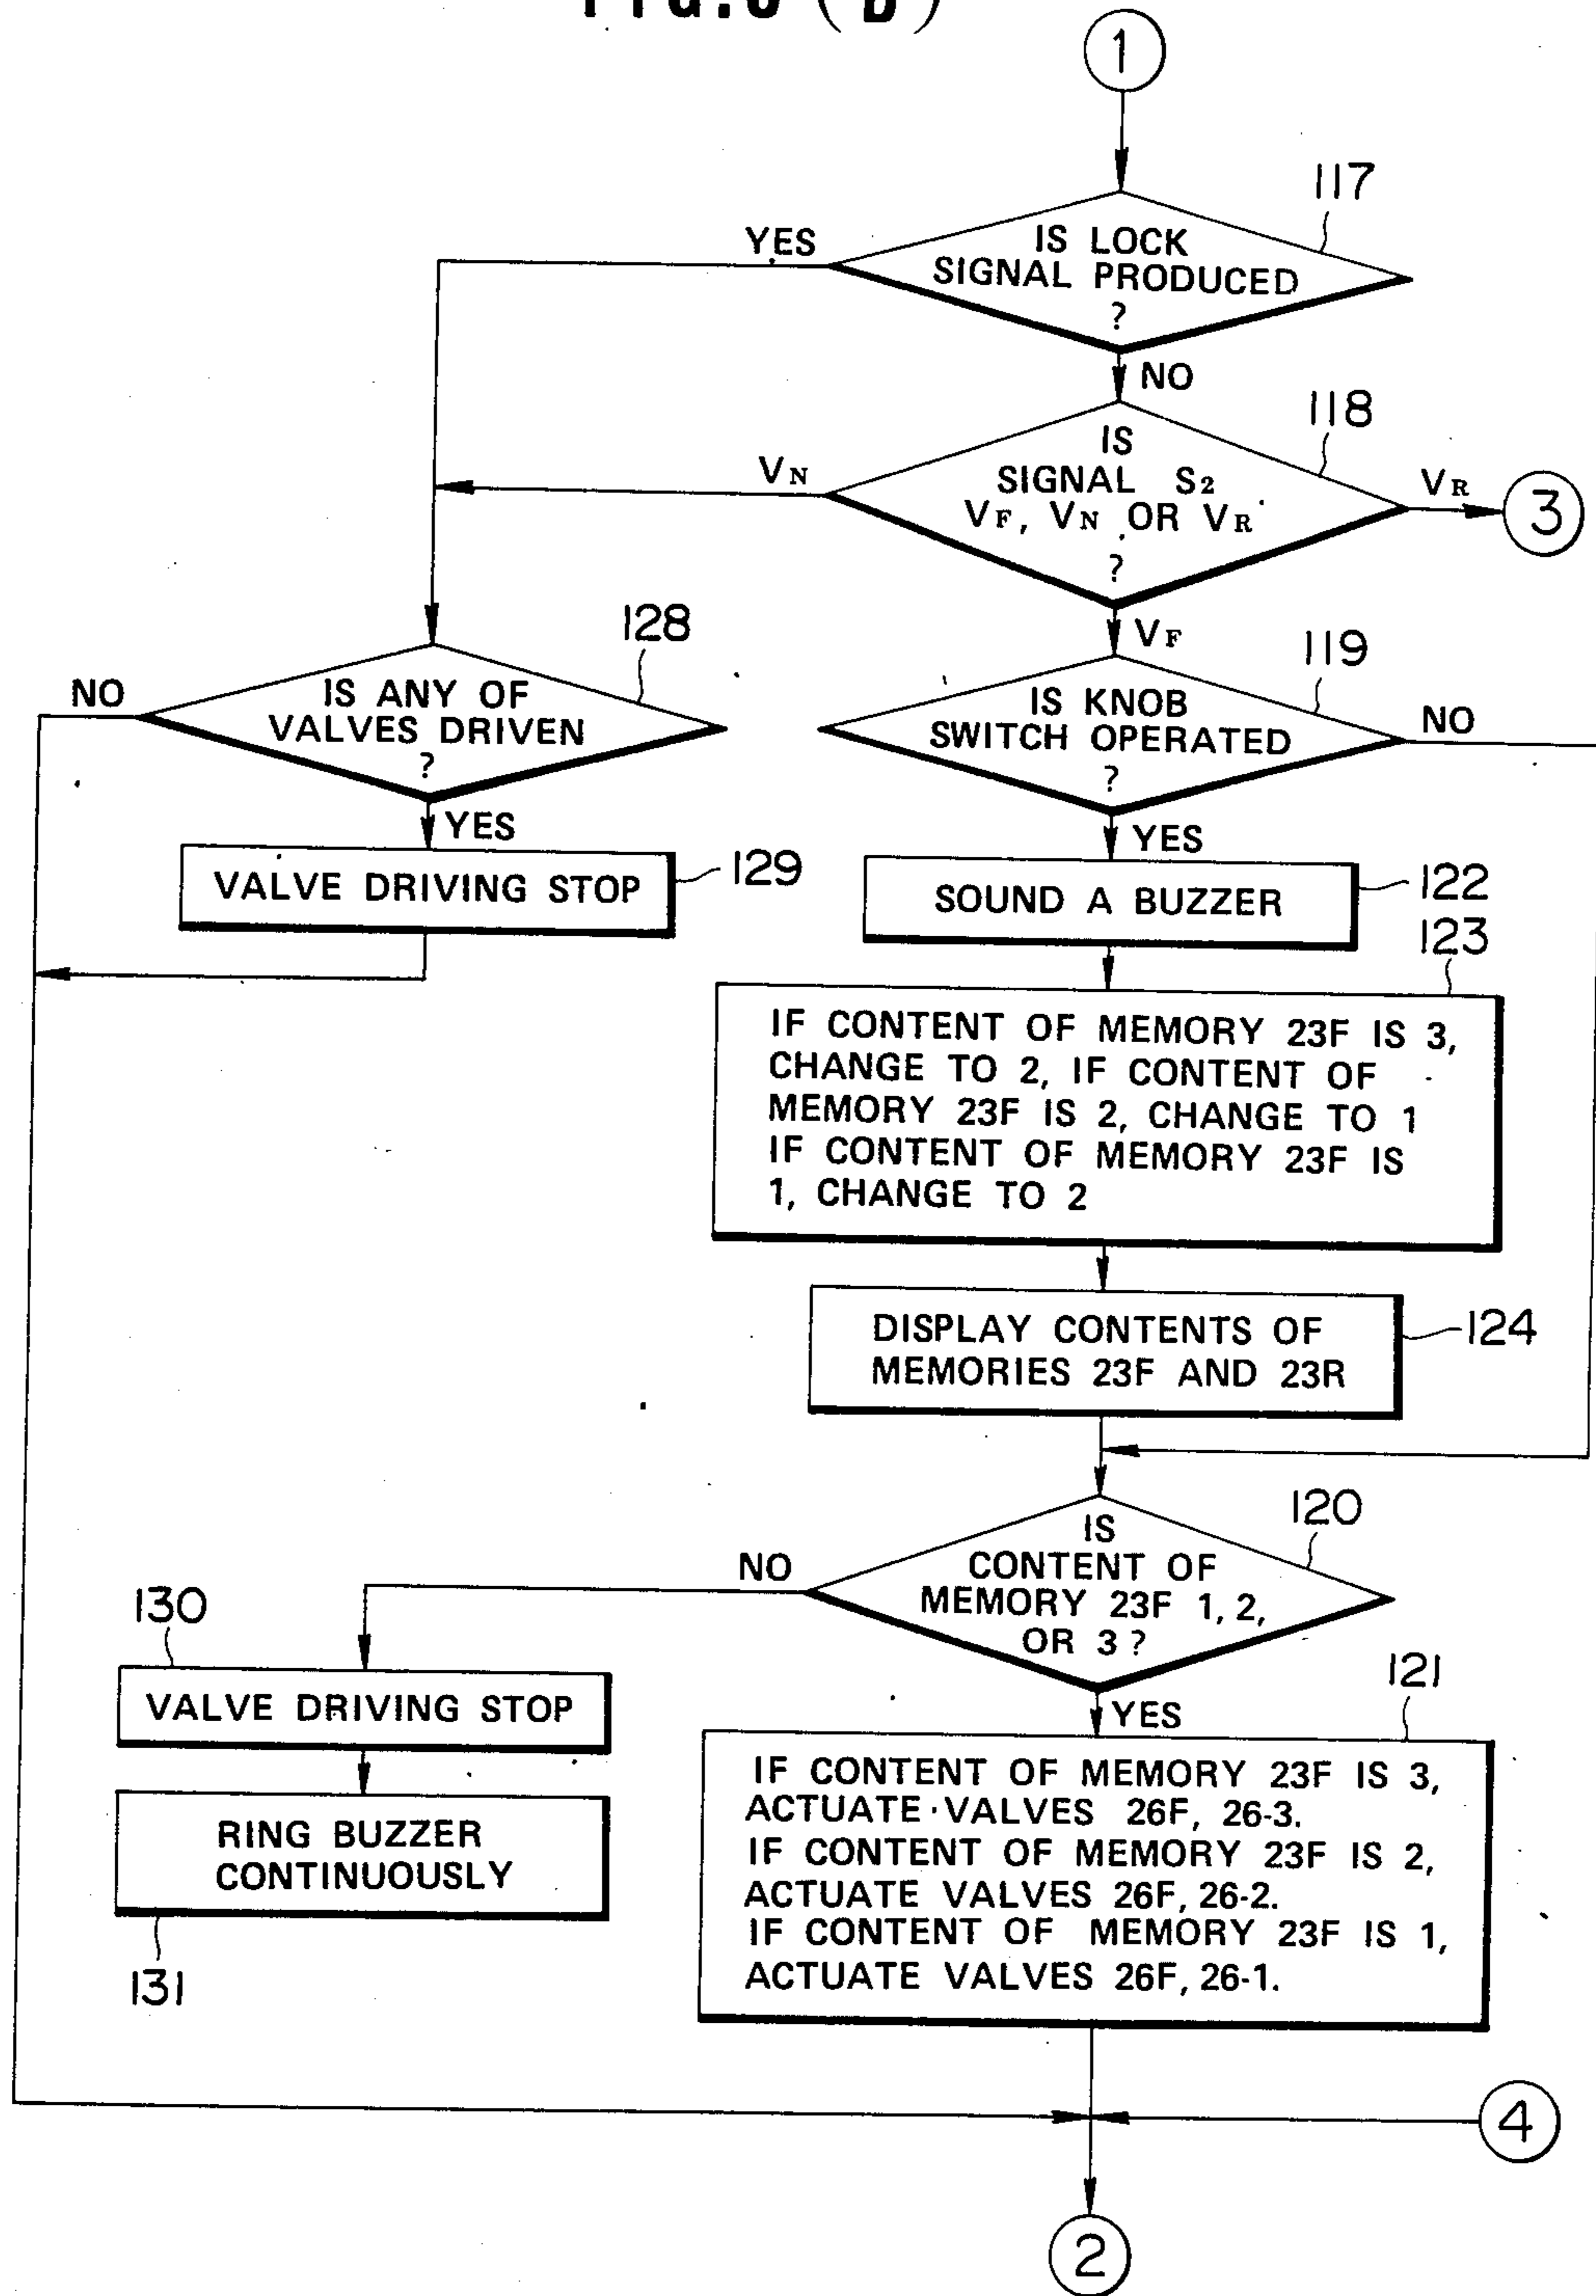 1
117
YES
IS LOCK
SIGNAL PRODUCED
?
NO
118
IS
SIGNAL S2
VF, VN OR VR
?
VN
VR
3
VF
128
NO
IS ANY OF
VALVES DRIVEN
?
119
IS KNOB
SWITCH OPERATED
?
NO
YES
YES
VALVE DRIVING STOP
129
SOUND A BUZZER
122
123
IF CONTENT OF MEMORY 23F IS 3,
CHANGE TO 2, IF CONTENT OF
MEMORY 23F IS 2, CHANGE TO 1
IF CONTENT OF MEMORY 23F IS
1, CHANGE TO 2
DISPLAY CONTENTS OF
MEMORIES 23F AND 23R
124
120
IS
CONTENT OF
MEMORY 23F 1, 2,
OR 3 ?
NO
130
VALVE DRIVING STOP
YES
121
IF CONTENT OF MEMORY 23F IS 3,
ACTUATE VALVES 26F, 26-3.
IF CONTENT OF MEMORY 23F IS 2,
ACTUATE VALVES 26F, 26-2.
IF CONTENT OF MEMORY 23F IS 1,
ACTUATE VALVES 26F, 26-1.
RING BUZZER
CONTINUOUSLY
131
4
2